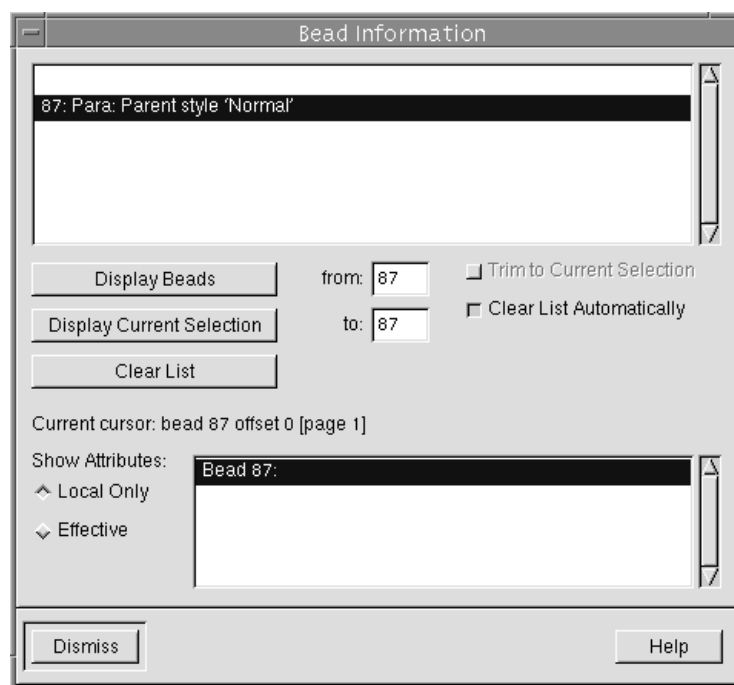 Bead Information
87: Para: Parent style ‘Normal’
Display Beads
from: 87
Trim to Current Selection
Display Current Selection
to: 87
Clear List Automatically
Clear List
Current cursor: bead 87 offset 0 [page 1]
Show Attributes:
Bead 87:
Local Only
Effective
Dismiss
Help